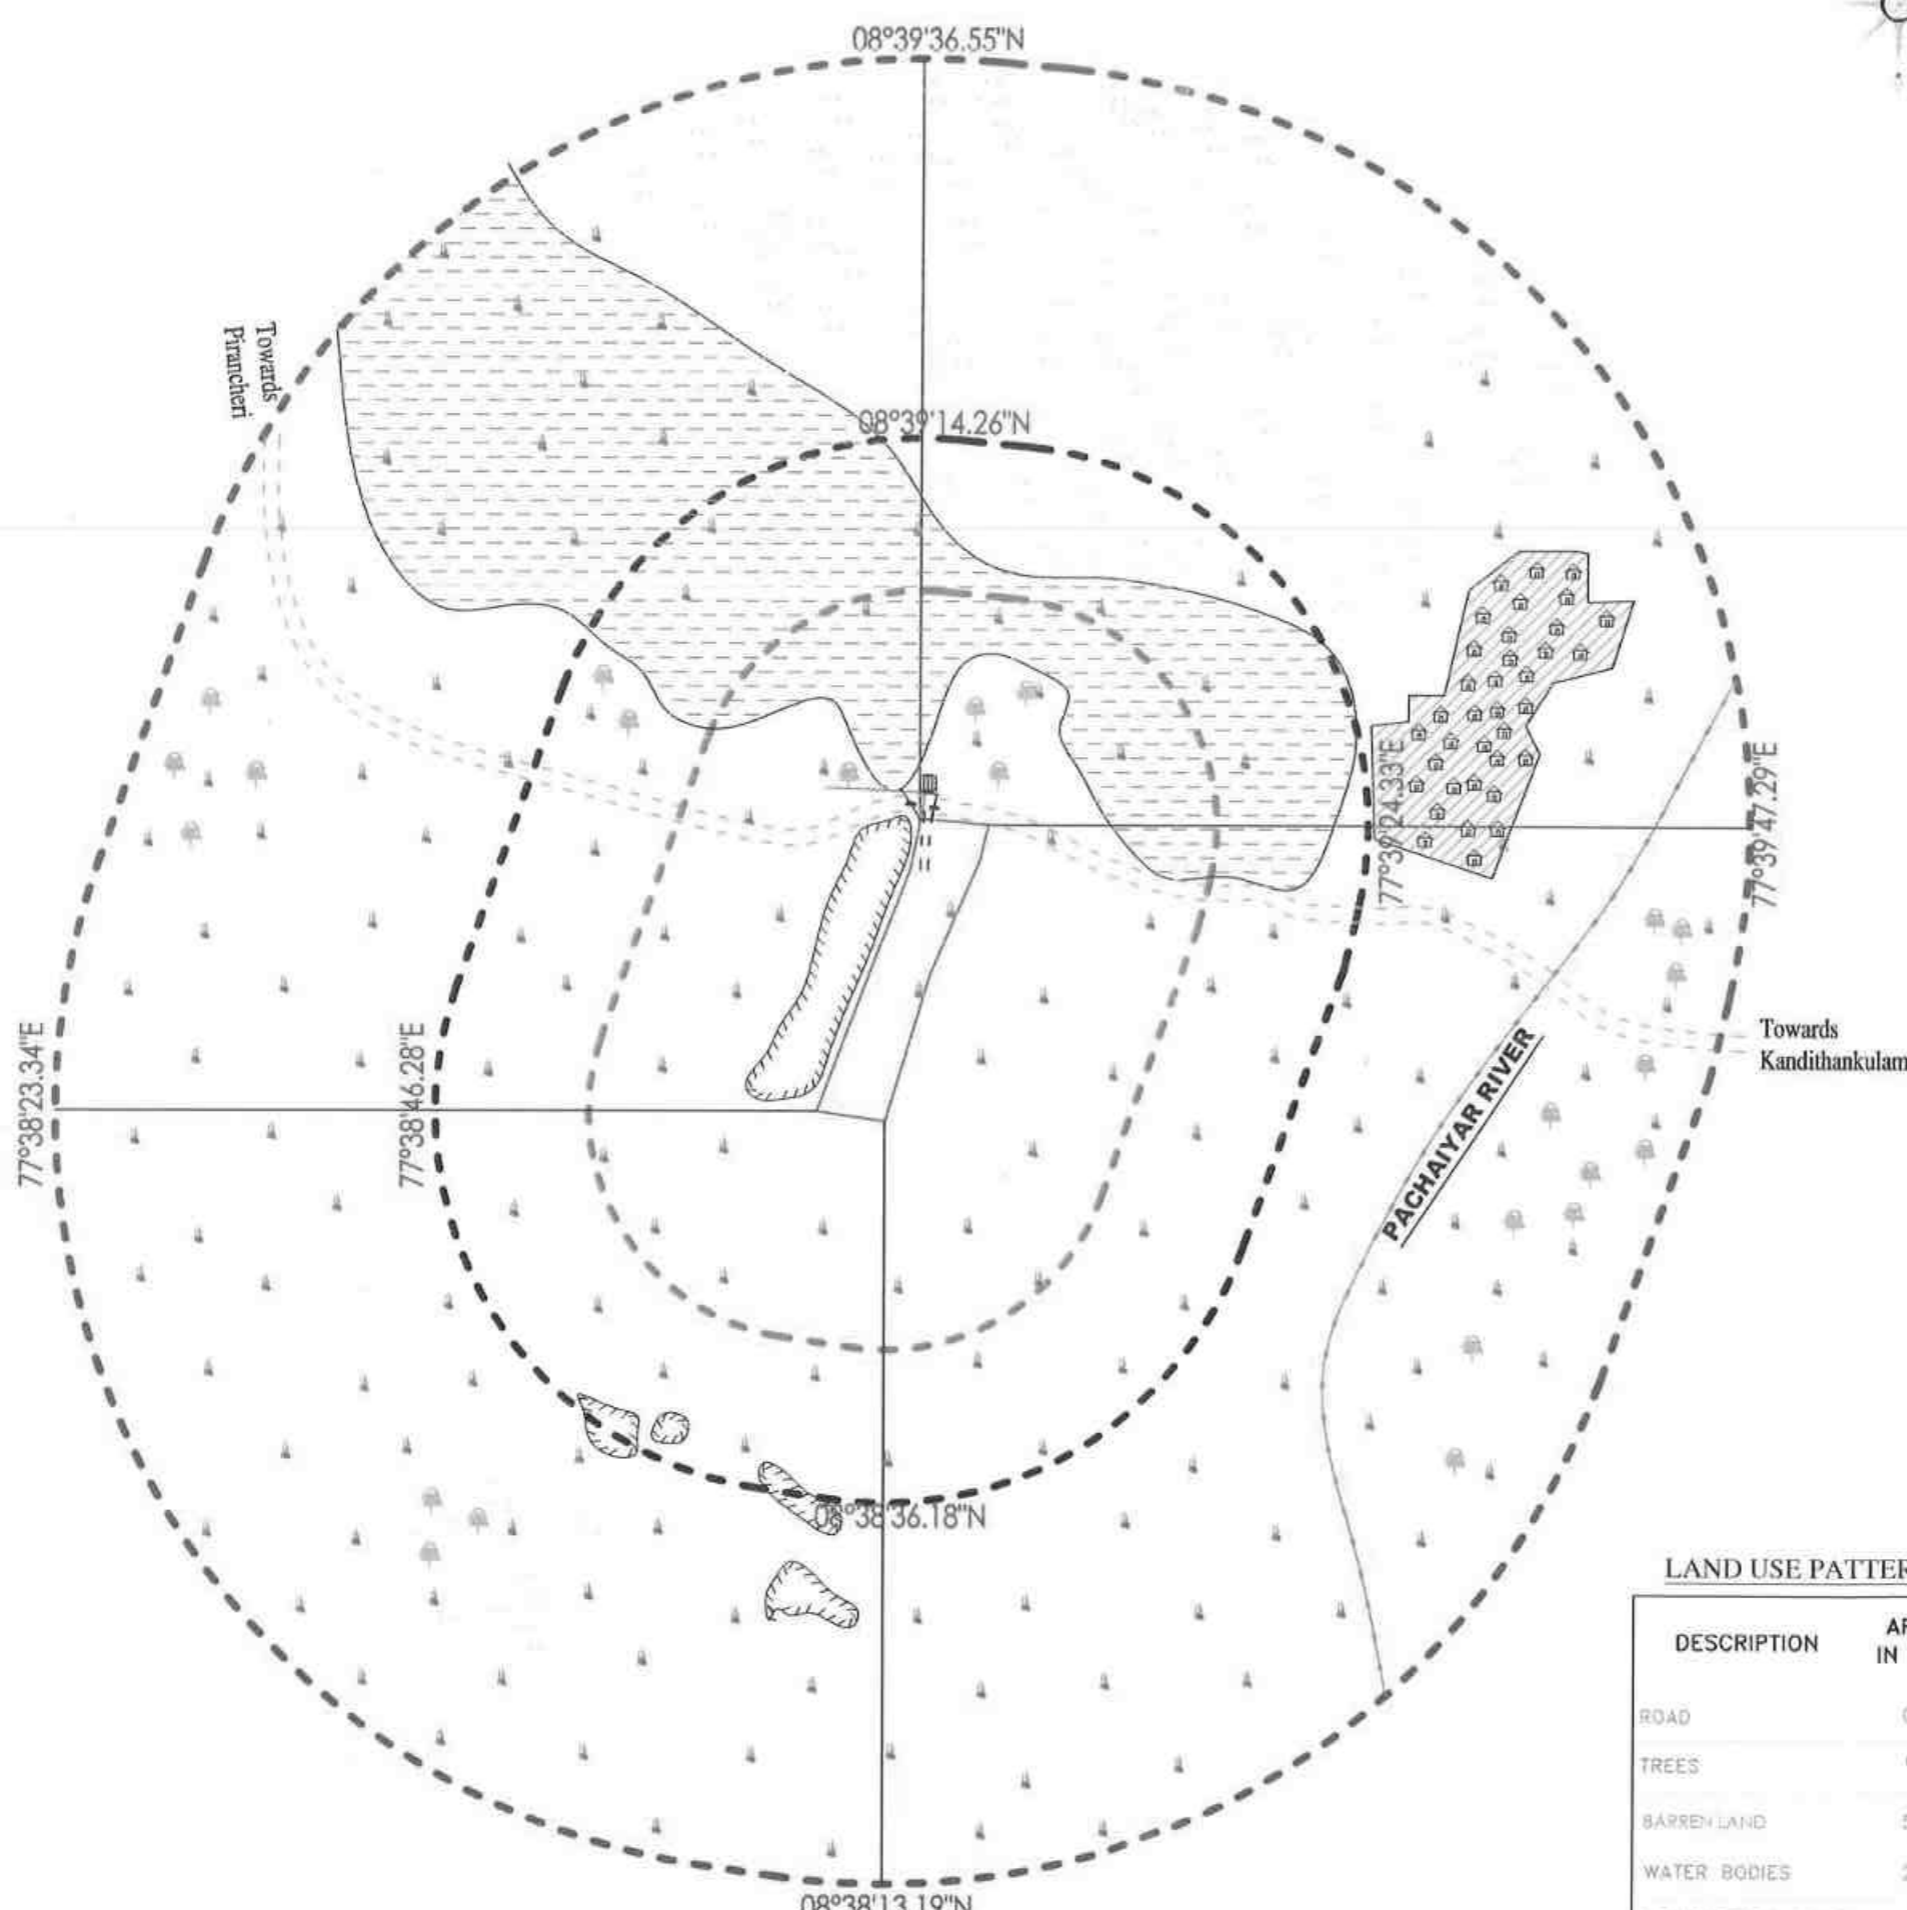 08°39'36.55"N
Towards
Pirancheri
08°39'14.26"N
77°39'24.33"E
77°39'47.29"E
77°38'23.34"E
77°38'46.28"E
Towards
Kandithankulam
PACHAIYAR RIVER
08°38'36.18"N
08°38'13.19"N
LAND USE PATTER
DESCRIPTION
IN
ROAD
TREES
BARREN LAND
WATER BODIES